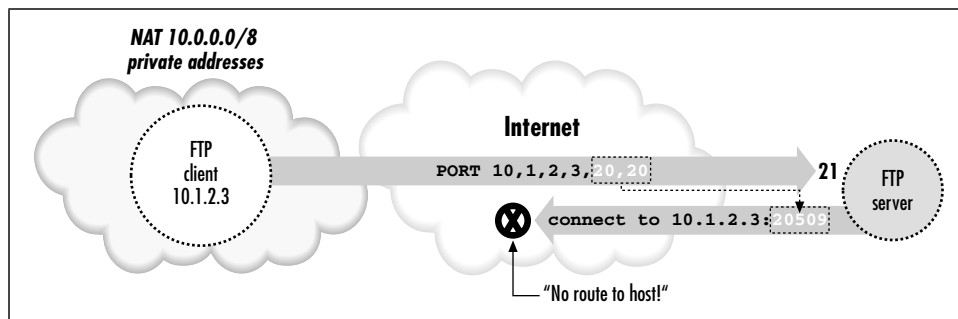 NAT 10.0.0.0/8
private addresses
FTP
client
10.1.2.3
Internet
PORT 10,1,2,3,20,20
21
FTP
server
connect to 10.1.2.3:20509
“No route to host!“